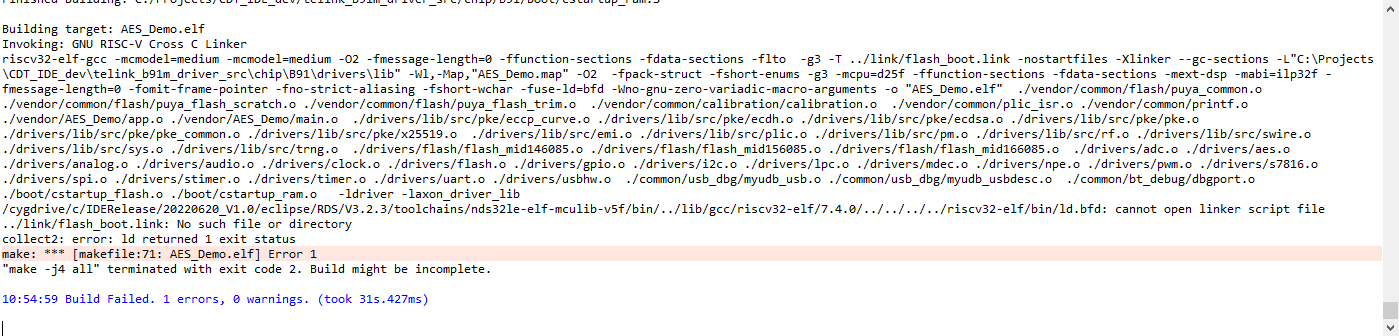 Finished building: C:/Projects/CDT_IDE_dev/telink_b91m_driver_src/chip/B91/boot/cstartup_ram.S
Building target: AES_Demo.elf
Invoking: GNU RISC-V Cross C Linker
riscv32-elf-gcc -mcmodel=medium -mcmodel=medium -O2 -fmessage-length=0 -ffunction-sections -fdata-sections -flto  -g3 -T ../link/flash_boot.link -nostartfiles -Xlinker --gc-sections -L"C:\Projects
\CDT_IDE_dev\telink_b91m_driver_src\chip\B91\drivers\lib" -Wl,-Map,"AES_Demo.map" -O2  -fpack-struct -fshort-enums -g3 -mcpu=d25f -ffunction-sections -fdata-sections -mext-dsp -mabi=ilp32f -
fmessage-length=0 -fomit-frame-pointer -fno-strict-aliasing -fshort-wchar -fuse-ld=bfd -Wno-gnu-zero-variadic-macro-arguments -o "AES_Demo.elf"  ./vendor/common/flash/puya_common.o
./vendor/common/flash/puya_flash_scratch.o ./vendor/common/flash/puya_flash_trim.o  ./vendor/common/calibration/calibration.o  ./vendor/common/plic_isr.o ./vendor/common/printf.o
./vendor/AES_Demo/app.o ./vendor/AES_Demo/main.o  ./drivers/lib/src/pke/eccp_curve.o ./drivers/lib/src/pke/ecdh.o ./drivers/lib/src/pke/ecdsa.o ./drivers/lib/src/pke/pke.o
./drivers/lib/src/pke/pke_common.o ./drivers/lib/src/pke/x25519.o  ./drivers/lib/src/emi.o ./drivers/lib/src/plic.o ./drivers/lib/src/pm.o ./drivers/lib/src/rf.o ./drivers/lib/src/swire.o
./drivers/lib/src/sys.o ./drivers/lib/src/trng.o  ./drivers/flash/flash_mid146085.o ./drivers/flash/flash_mid156085.o ./drivers/flash/flash_mid166085.o  ./drivers/adc.o ./drivers/aes.o
./drivers/analog.o ./drivers/audio.o ./drivers/clock.o ./drivers/flash.o ./drivers/gpio.o ./drivers/i2c.o ./drivers/lpc.o ./drivers/mdec.o ./drivers/npe.o ./drivers/pwm.o ./drivers/s7816.o
./drivers/spi.o ./drivers/stimer.o ./drivers/timer.o ./drivers/uart.o ./drivers/usbhw.o  ./common/usb_dbg/myudb_usb.o ./common/usb_dbg/myudb_usbdesc.o  ./common/bt_debug/dbgport.o
./boot/cstartup_flash.o ./boot/cstartup_ram.o   -ldriver -laxon_driver_lib
/cygdrive/c/IDERelease/20220620_V1.0/eclipse/RDS/V3.2.3/toolchains/nds32le-elf-mculib-v5f/bin/../lib/gcc/riscv32-elf/7.4.0/../../../../riscv32-elf/bin/ld.bfd: cannot open linker script file
../link/flash_boot.link: No such file or directory
collect2: error: ld returned 1 exit status
make: *** [makefile:71: AES_Demo.elf] Error 1
"make -j4 all" terminated with exit code 2. Build might be incomplete.
10:54:59 Build Failed. 1 errors, 0 warnings. (took 31s.427ms)